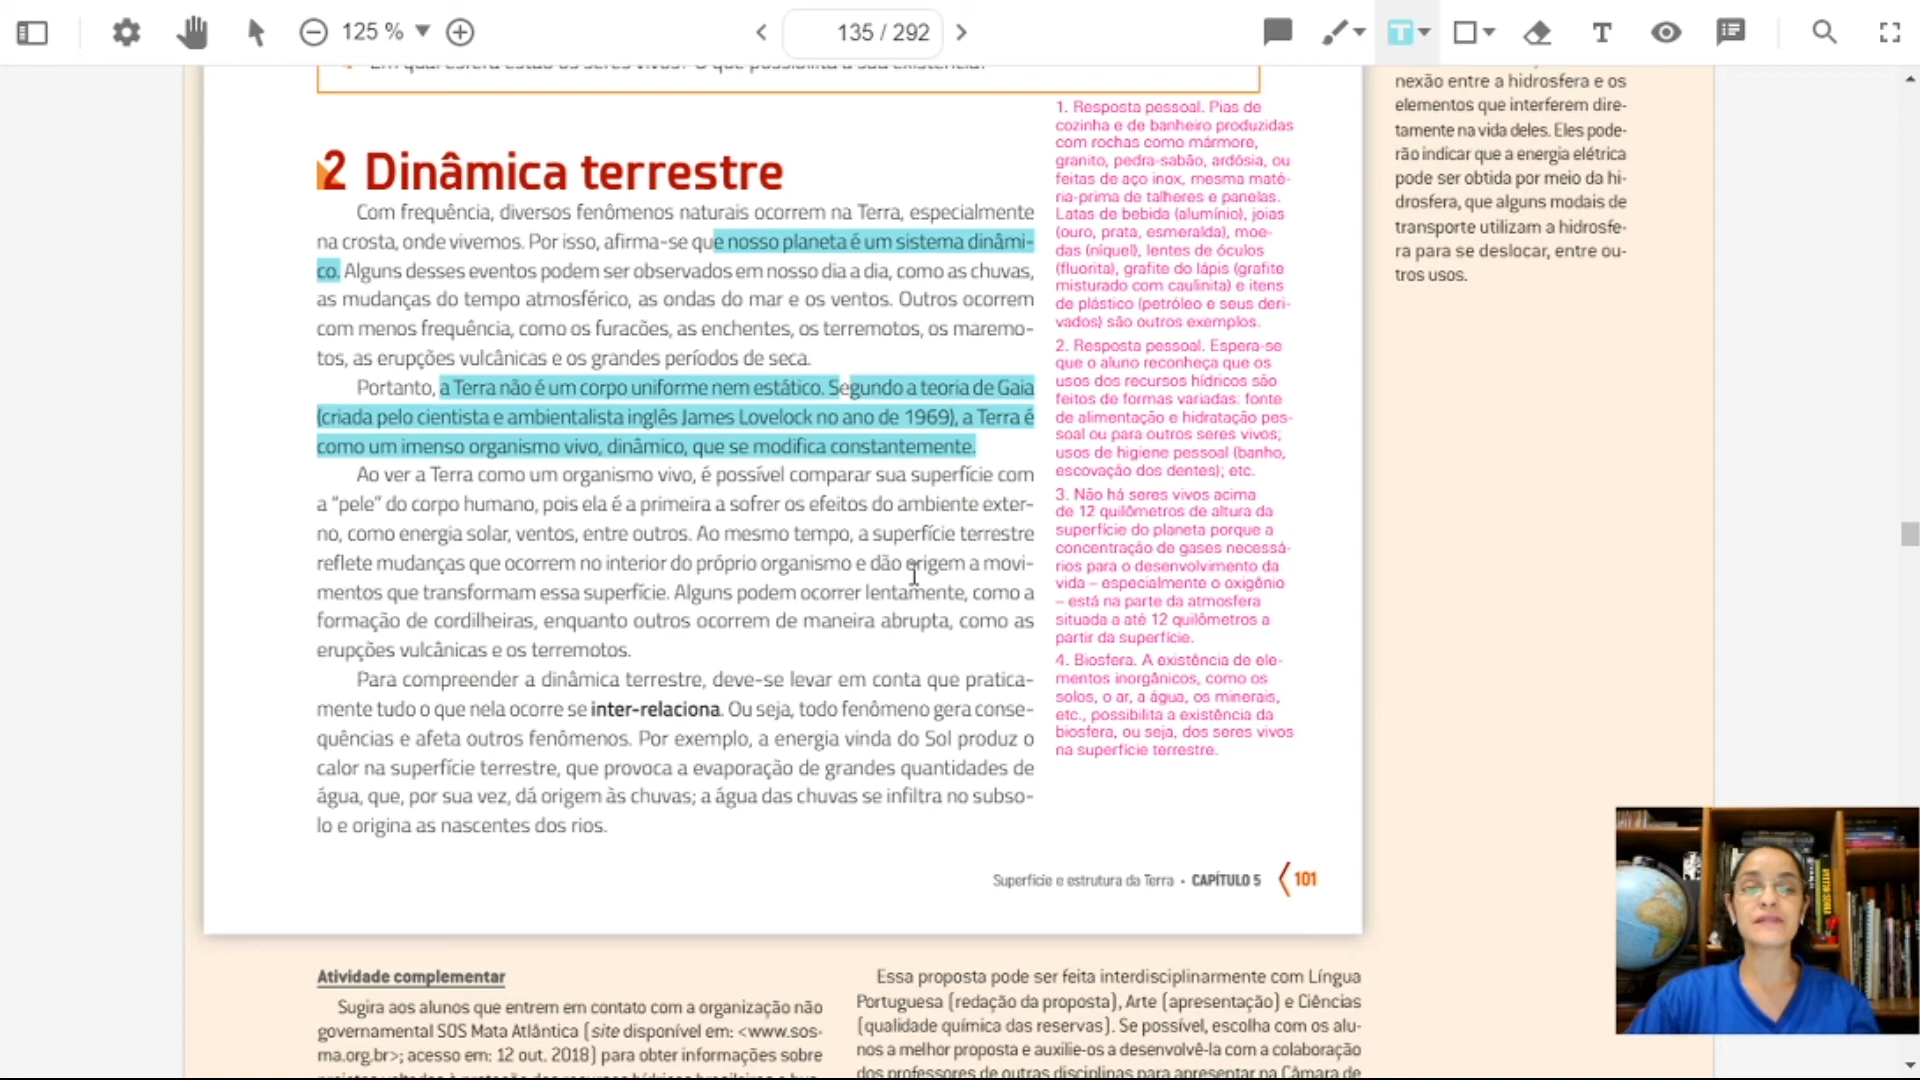 125 %
135 / 292
Em qual esfera estão os seres vivos? O que possibilita a sua existência?
2 Dinâmica terrestre
Com frequência, diversos fenômenos naturais ocorrem na Terra, especialmente
na crosta, onde vivemos. Por isso, afirma-se que nosso planeta é um sistema dinâmi-
co. Alguns desses eventos podem ser observados em nosso dia a dia, como as chuvas,
as mudanças do tempo atmosférico, as ondas do mar e os ventos. Outros ocorrem
com menos frequência, como os furacões, as enchentes, os terremotos, os maremo-
tos, as erupções vulcânicas e os grandes períodos de seca.
Portanto, a Terra não é um corpo uniforme nem estático. Segundo a teoria de Gaia
(criada pelo cientista e ambientalista inglês James Lovelock no ano de 1969), a Terra é
como um imenso organismo vivo, dinâmico, que se modifica constantemente.
Ao ver a Terra como um organismo vivo, é possível comparar sua superfície com
a “pele” do corpo humano, pois ela é a primeira a sofrer os efeitos do ambiente exter-
no, como energia solar, ventos, entre outros. Ao mesmo tempo, a superfície terrestre
reflete mudanças que ocorrem no interior do próprio organismo e dão origem a movi-
mentos que transformam essa superfície. Alguns podem ocorrer lentamente, como a
formação de cordilheiras, enquanto outros ocorrem de maneira abrupta, como as
erupções vulcânicas e os terremotos.
Para compreender a dinâmica terrestre, deve-se levar em conta que pratica-
mente tudo o que nela ocorre se inter-relaciona. Ou seja, todo fenômeno gera conse-
quências e afeta outros fenômenos. Por exemplo, a energia vinda do Sol produz o
calor na superfície terrestre, que provoca a evaporação de grandes quantidades de
água, que, por sua vez, dá origem às chuvas; a água das chuvas se infiltra no subso-
lo e origina as nascentes dos rios.
1. Resposta pessoal. Pias de
cozinha e de banheiro produzidas
com rochas como mármore,
granito, pedra-sabão, ardósia, ou
feitas de aço inox, mesma maté-
ria-prima de talheres e panelas.
Latas de bebida (alumínio), joias
(ouro, prata, esmeralda), moe-
das (níquel), lentes de óculos
(fluorita), grafite do lápis (grafite
misturado com caulinita) e itens
de plástico (petróleo e seus deri-
vados) são outros exemplos.
2. Resposta pessoal. Espera-se
que o aluno reconheça que os
usos dos recursos hídricos são
feitos de formas variadas: fonte
de alimentação e hidratação pes-
soal ou para outros seres vivos;
usos de higiene pessoal (banho,
escovação dos dentes); etc.
3. Não há seres vivos acima
de 12 quilômetros de altura da
superfície do planeta porque a
concentração de gases necessá-
rios para o desenvolvimento da
vida – especialmente o oxigênio
– está na parte da atmosfera
situada a até 12 quilômetros a
partir da superfície.
4. Biosfera. A existência de ele-
mentos inorgânicos, como os
solos, o ar, a água, os minerais,
etc., possibilita a existência da
biosfera, ou seja, dos seres vivos
na superfície terrestre.
nexão entre a hidrosfera e os
elementos que interferem dire-
tamente na vida deles. Eles pode-
rão indicar que a energia elétrica
pode ser obtida por meio da hi-
drosfera, que alguns modais de
transporte utilizam a hidrosfe-
ra para se deslocar, entre ou-
tros usos.
Superfície e estrutura da Terra • CAPÍTULO 5 101
Atividade complementar
Sugira aos alunos que entrem em contato com a organização não
governamental SOS Mata Atlântica (site disponível em: <www.sos-
ma.org.br>; acesso em: 12 out. 2018) para obter informações sobre
Essa proposta pode ser feita interdisciplinarmente com Língua
Portuguesa (redação da proposta), Arte (apresentação) e Ciências
(qualidade química das reservas). Se possível, escolha com os alu-
nos a melhor proposta e auxilie-os a desenvolvê-la com a colaboração
dos professores de outras disciplinas para apresentar na Câmara de